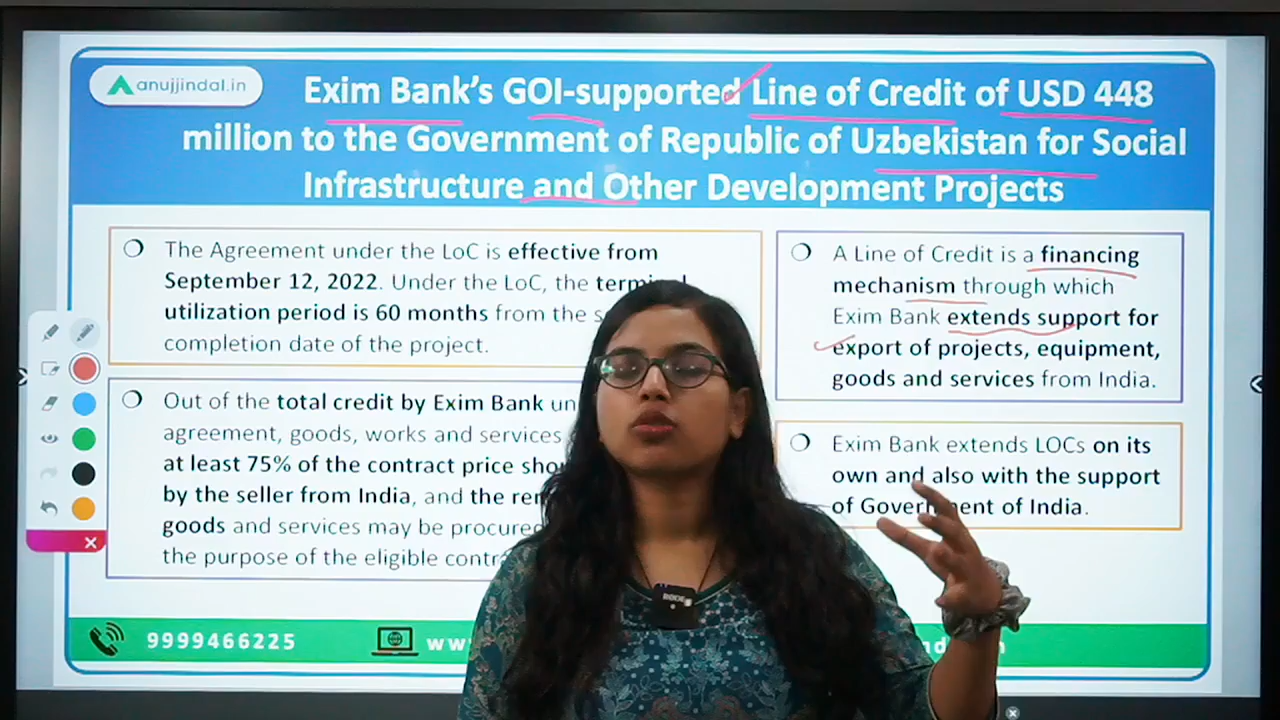 anujjindal.in
Exim Bank's GOI-supported Line of Credit of USD 448
million to the Government of Republic of Uzbekistan for Social
Infrastructure and Other Development Projects
The Agreement under the LoC is effective from
September 12, 2022. Under the LoC, the
utilization period is 60 months from the
completion date of the project.
Out of the total credit by Exim Bank
agreement, goods, works and services
at least 75% of the contract price
by the seller from India, and the
goods and services may be procured
the purpose of the eligible
A Line of Credit is a financing
mechanism through which
Exim Bank extends support for
export of projects, equipment,
goods and services from India.
Exim Bank extends LOCs on its
own and also with the support
of Government of India.
9999466225
RODE